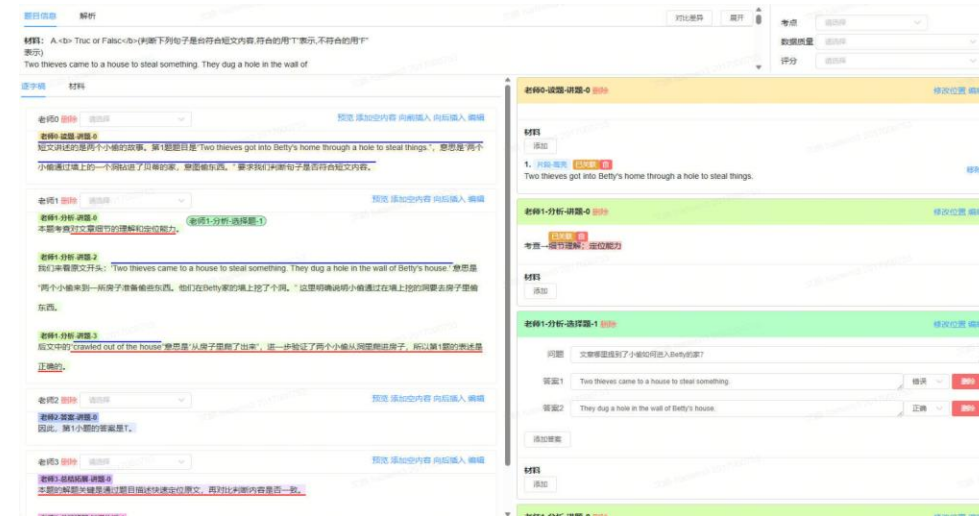 题目信息 解析
对比差异 展开
材料： A.<b> Truc or Falsc</b>(判断下列句子是否符合短文内容,符合的用"T"表示,不符合的用"F"
表示)
Two thieves came to a house to steal something. They dug a hole in the wall of
考点 请选择
数据质量 请选择
评分 请选择
逐字稿 材料
老师0 删除 请选择 预览 添加空内容 向前插入 向后插入 编辑
老师0-读题-讲题-0
短文讲述的是两个小偷的故事。第1题题目是'Two thieves got into Betty's home through a hole to steal things.'，意思是'两个
小偷通过墙上的一个洞钻进了贝蒂的家，意图偷东西。' 要求我们判断句子是否符合短文内容。
老师1 删除 请选择 预览 添加空内容 向后插入 编辑
老师1-分析-讲题-0
本题考查对文章细节的理解和定位能力。 老师1-分析-选择题-1
老师1-分析-讲题-2
我们来看原文开头：'Two thieves came to a house to steal something. They dug a hole in the wall of Betty's house.' 意思是
"两个小偷来到一所房子准备偷些东西。他们在Betty家的墙上挖了个洞。" 这里明确说明小偷通过在墙上挖的洞要去房子里偷
东西。
老师1-分析-讲题-3
后文中的"crawled out of the house"意思是"从房子里爬了出来"，进一步验证了两个小偷从洞里爬进房子，所以第1题的表述是
正确的。
老师2 删除 请选择 预览 添加空内容 向后插入 编辑
老师2-答案-讲题-0
因此，第1小题的答案是T。
老师3 删除 请选择 预览 添加空内容 向后插入 编辑
老师3-总结拓展-讲题-0
本题的解题关键是通过题目描述快速定位原文，再对比判断内容是否一致。
老师0-读题-讲题-0 删除 修改位置 编
材料
添加
1. 片段-裁壳 已关联 查
Two thieves got into Betty's home through a hole to steal things.
老师1-分析-讲题-0 删除 修改位置 编
已关联 查
考查→细节理解；定位能力
材料
添加
老师1-分析-选择题-1 删除 修改位置 编
问题 文章哪里提到了小偷如何进入Betty的家?
答案1 Two thieves came to a house to steal something. 错误 删除
答案2 They dug a hole in the wall of Betty's house. 正确 删除
添加答案
材料
添加